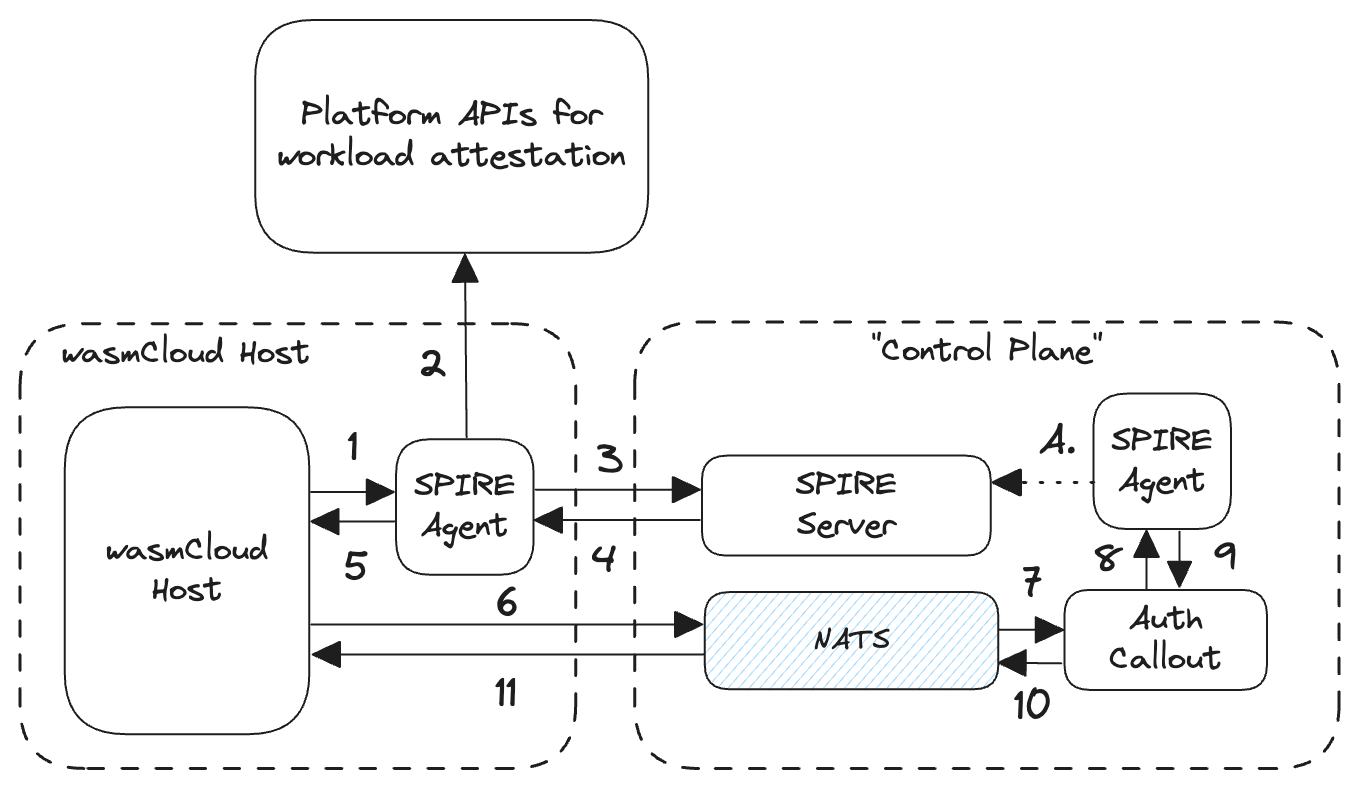 Platform APIs for
workload attestation
2
wasmCloud Host
"Control Plane"
1
SPIRE
Agent
3
SPIRE
Server
A.
SPIRE
Agent
5
4
8
9
wasmCloud
Host
6
7
NATS
Auth
Callout
11
10